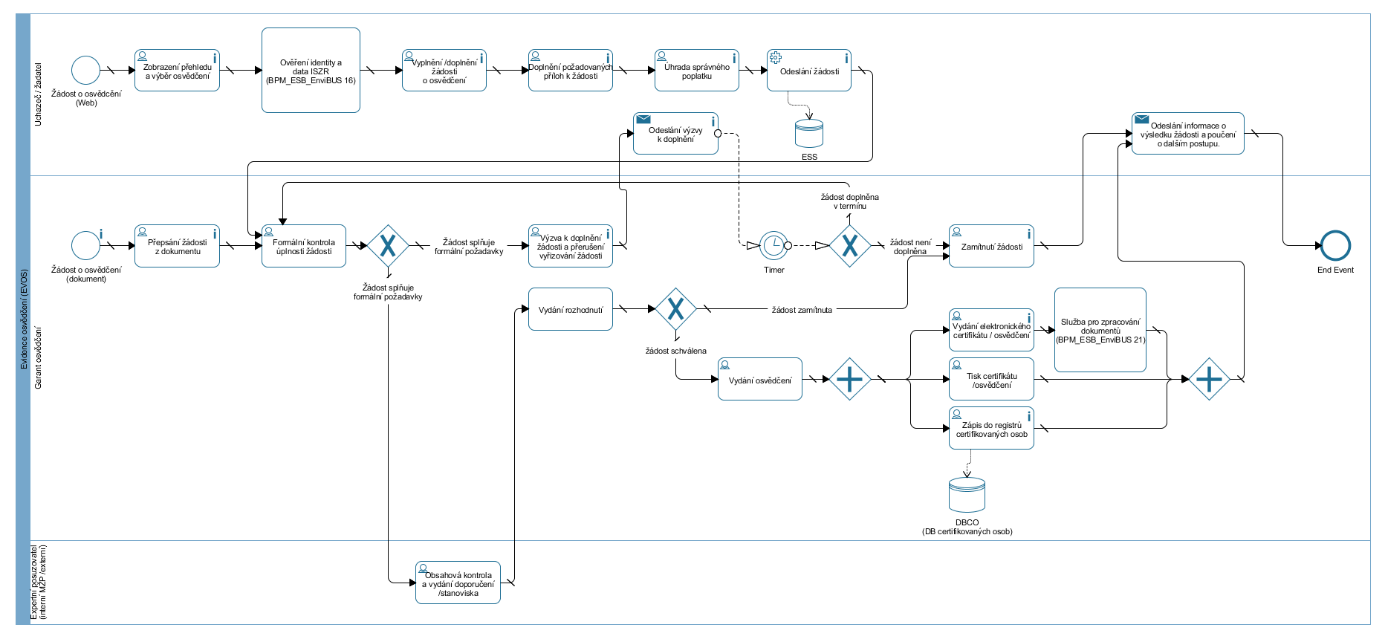 Evidence osvědčení (EVOS)
Uchazeč / žadatel
Žádost o osvědčení
(Web)
Zobrazení přehledu
a výběr osvědčení
Ověření identity a
data ISZR
(BPM_ESB_EnviBUS 16)
Vyplnění /doplnění
žádosti
o osvědčení
Doplnění požadovaných
příloh k žádosti
Úhrada správného
poplatku
Odeslání žádosti
ESS
Odeslání výzvy
k doplnění
Odeslání informace o
výsledku žádosti a poučení
o dalším postupu.
Garant osvědčení
Žádost o osvědčení
(dokument)
Přepsání žádosti
z dokumentu
Formální kontrola
úplnosti žádosti
Žádost splňuje
formální požadavky
Žádost splňuje
formální požadavky
Výzva k doplnění
žádosti a přerušení
vyřizování žádosti
Timer
žádost doplněna
v termínu
žádost není
doplněna
Zamítnutí žádosti
End Event
Vydání rozhodnutí
žádost zamítnuta
žádost schválena
Vydání osvědčení
Vydání elektronického
certifikátu / osvědčení
Služba pro zpracování
dokumentů
(BPM_ESB_EnviBUS 21)
Tisk certifikátu
/osvědčení
Zápis do registrů
certifikovaných osob
DBCO
(DB certifikovaných osob)
Expertní posuzovatel
(interní MŽP /externí)
Obsahová kontrola
a vydání doporučení
/stanoviska